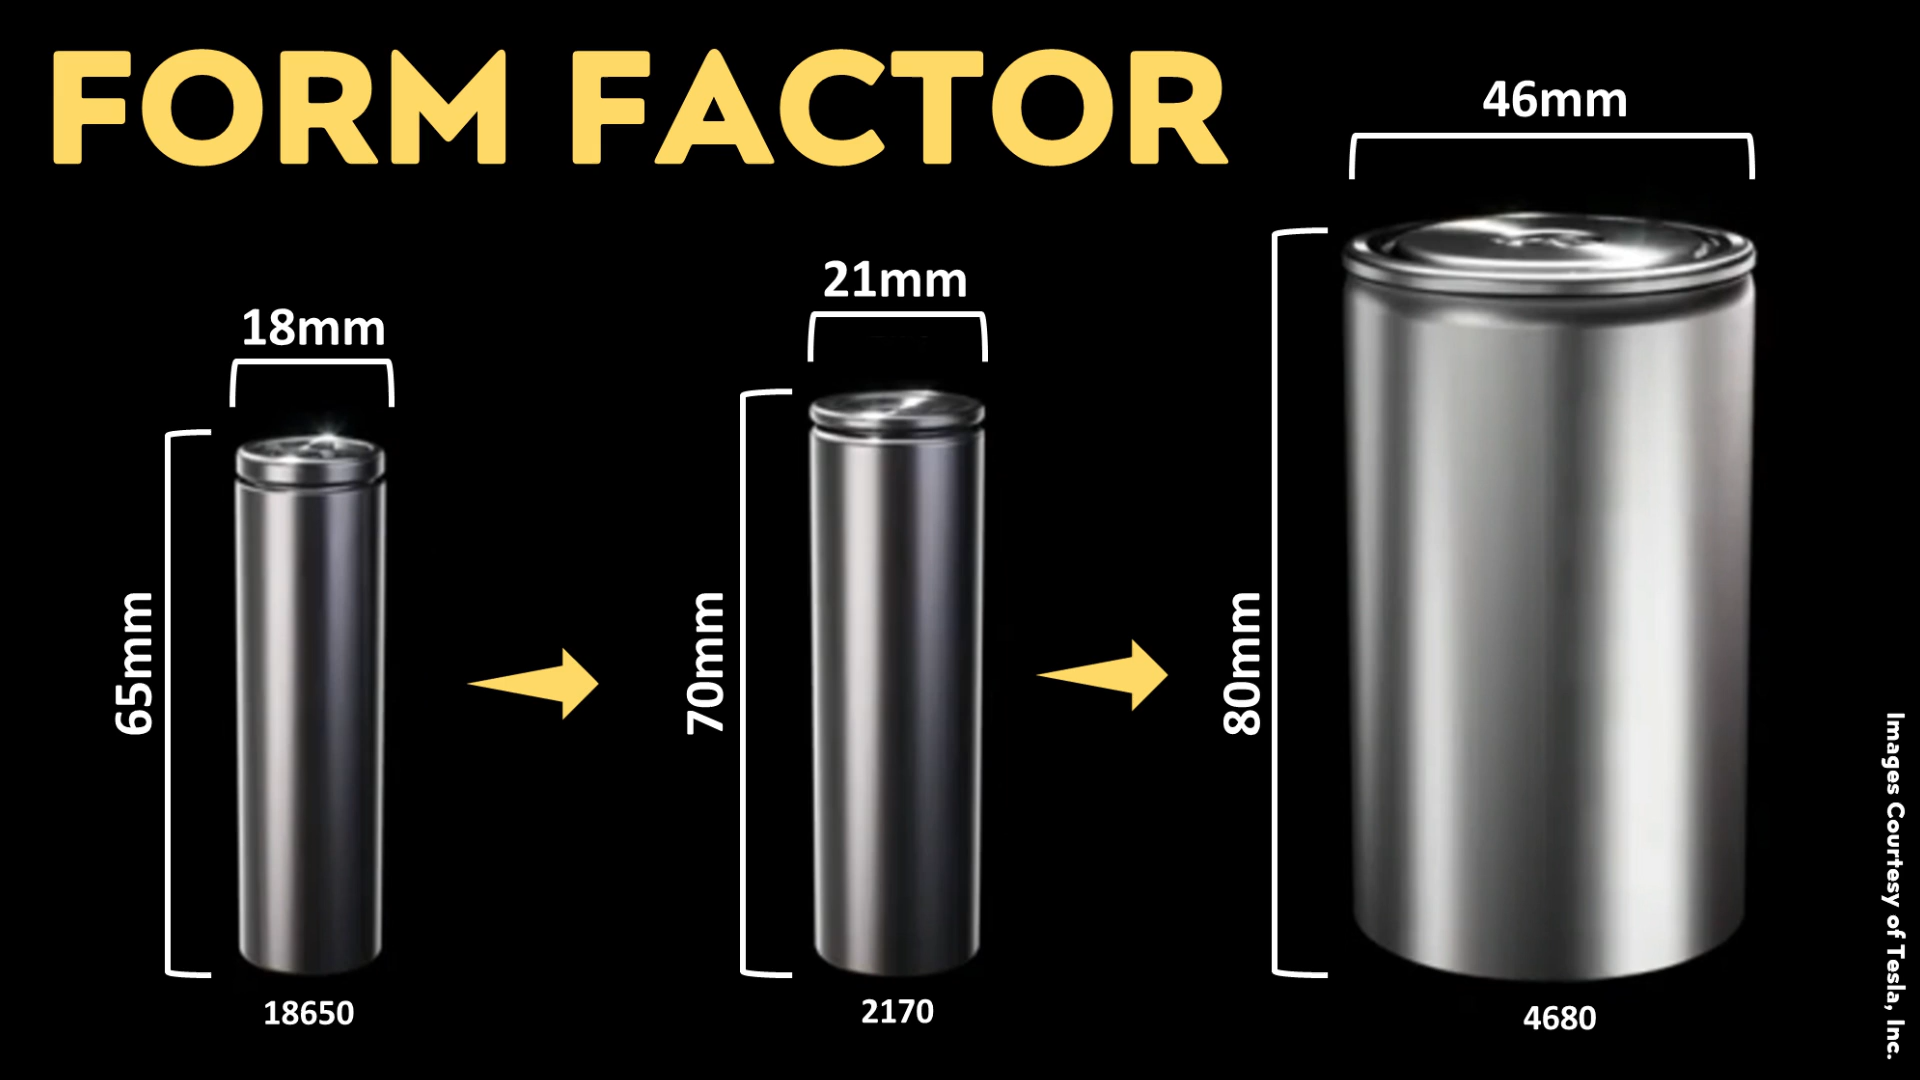 FORM FACTOR
18mm
65mm
18650
21mm
70mm
2170
46mm
80mm
4680
Images Courtesy of Tesla, Inc.